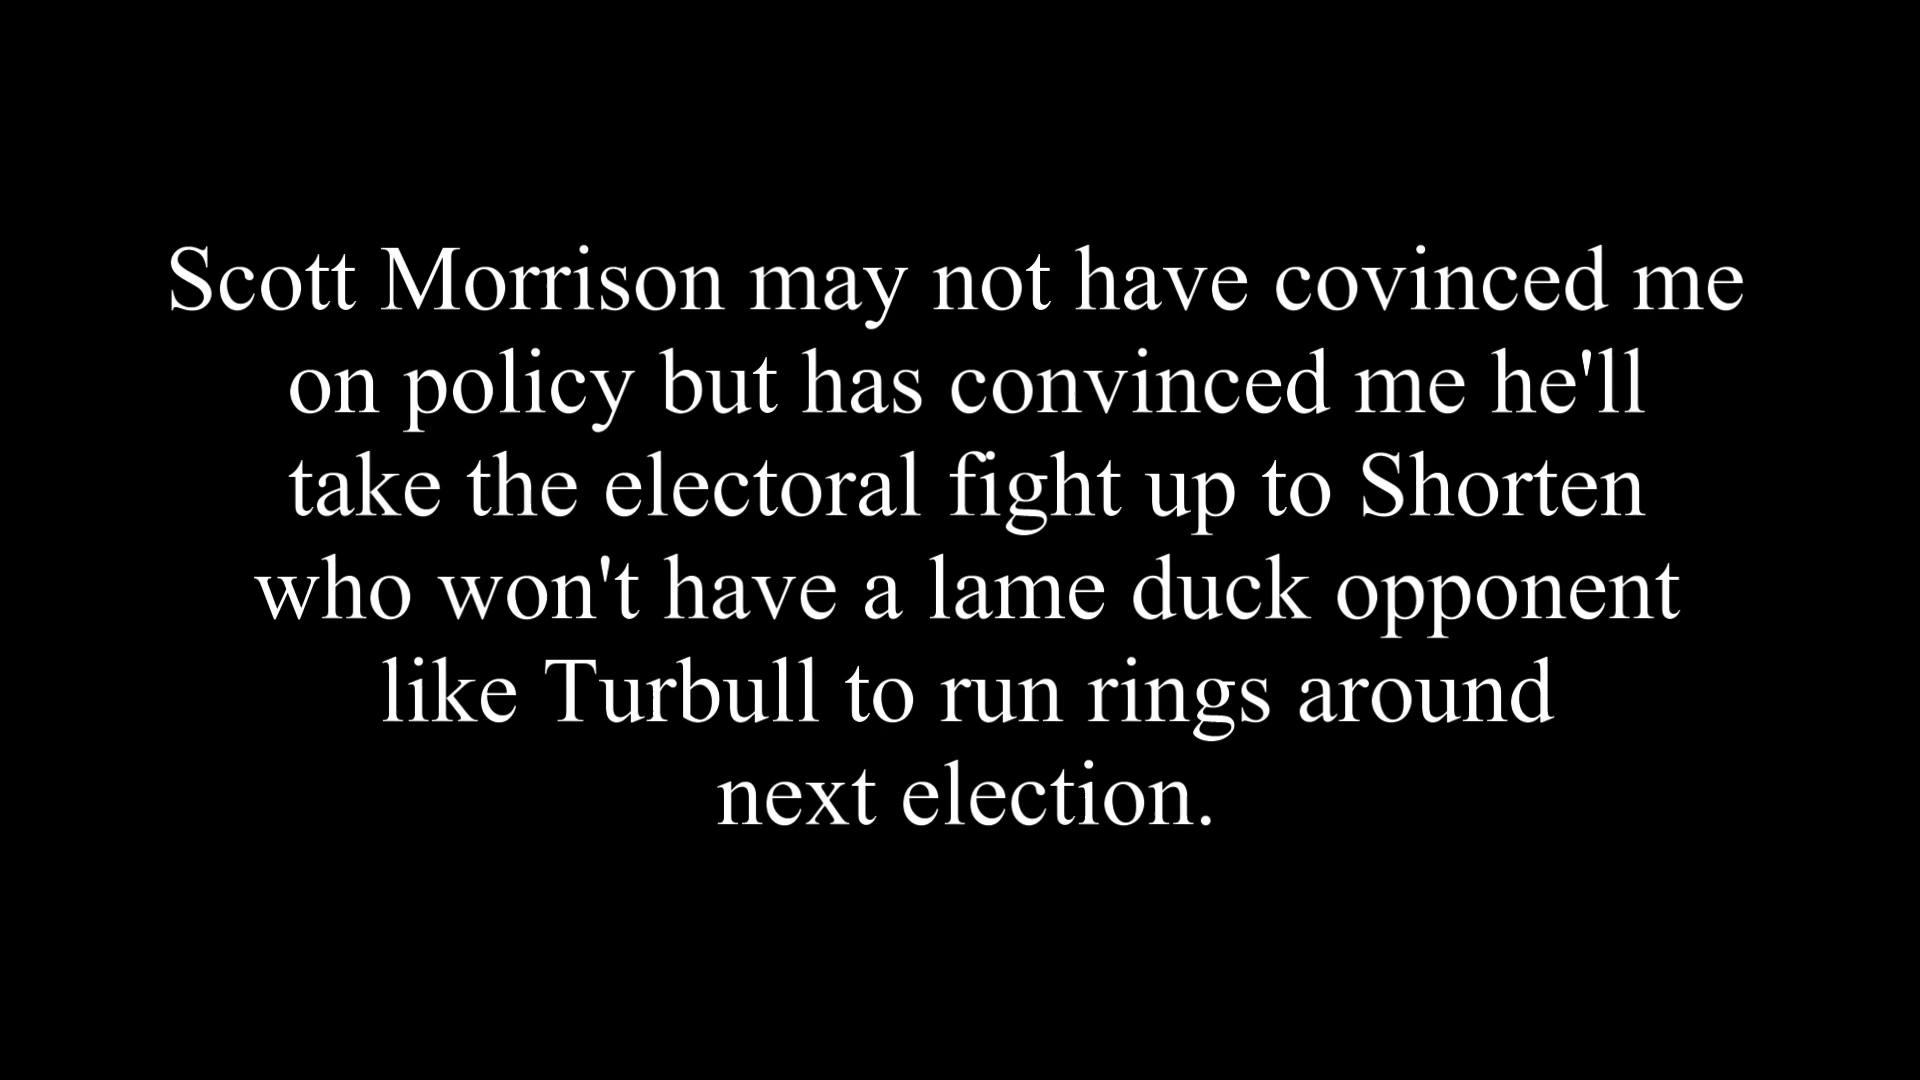 Scott Morrison may not have covinced me
on policy but has convinced me he'll
take the electoral fight up to Shorten
who won't have a lame duck opponent
like Turbull to run rings around
next election.